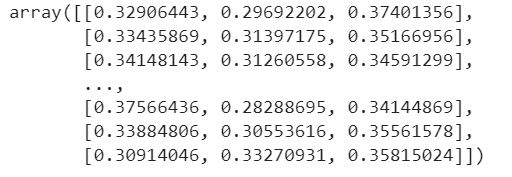 array([[0.32906443, 0.29692202, 0.37401356],
[0.33435869, 0.31397175, 0.35166956],
[0.34148143, 0.31260558, 0.34591299],
...,
[0.37566436, 0.28288695, 0.34144869],
[0.33884806, 0.30553616, 0.35561578],
[0.30914046, 0.33270931, 0.35815024]])